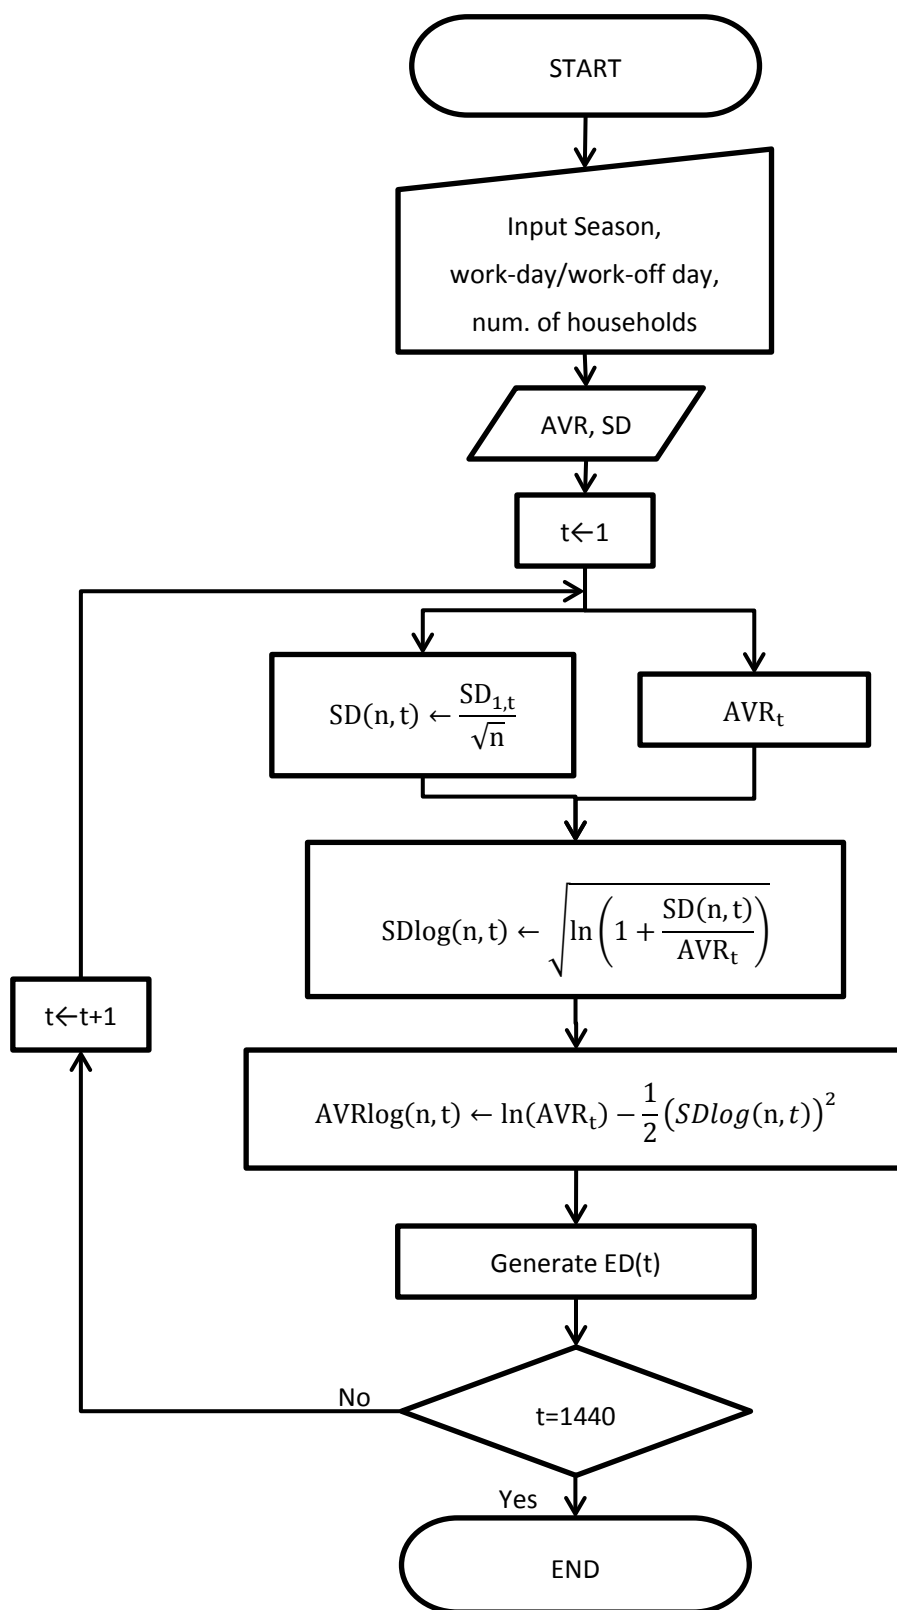 START
Input Season,
work-day/work-off day,
num. of households
AVR, SD
t←1
SD(n, t) ← SD₁,ₜ / √n
AVRₜ
SDlog(n, t) ← √(ln(1 + SD(n, t) / AVRₜ))
t←t+1
AVRlog(n, t) ← ln(AVRₜ) − 1/2 (SDlog(n, t))²
Generate ED(t)
No
t=1440
Yes
END